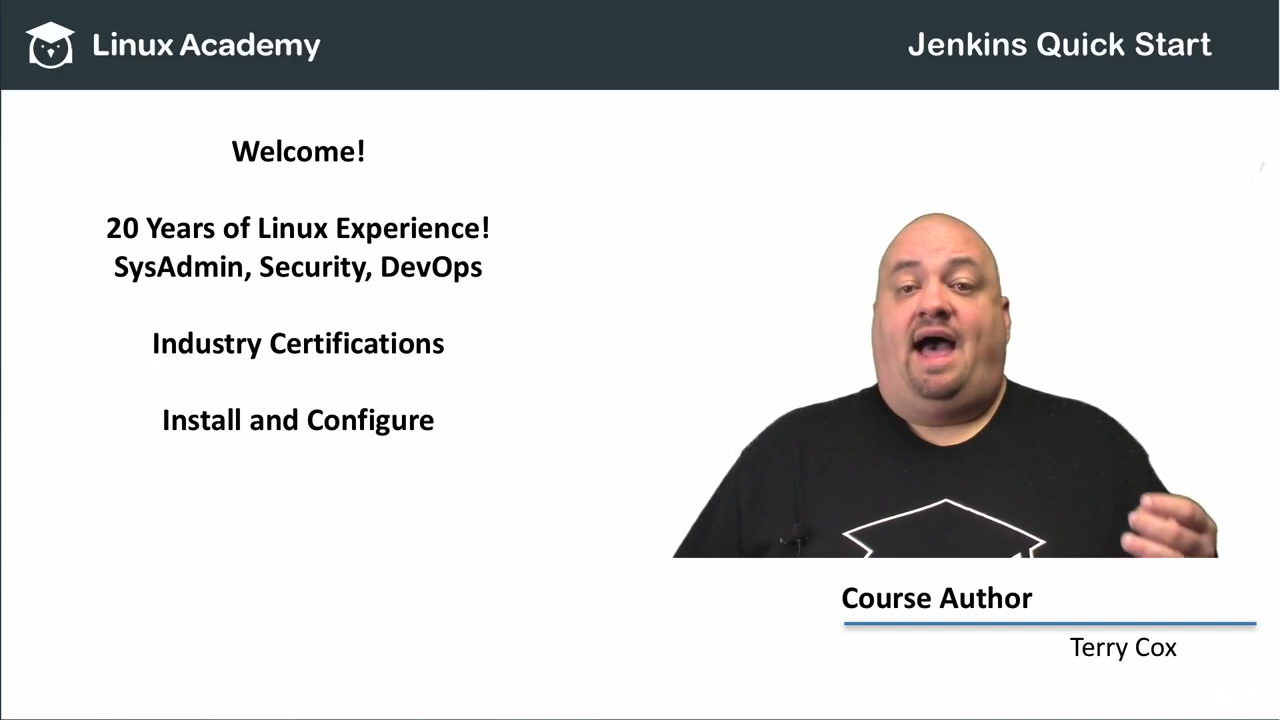 Linux Academy
Jenkins Quick Start
Welcome!
20 Years of Linux Experience!
SysAdmin, Security, DevOps
Industry Certifications
Install and Configure
Course Author
Terry Cox